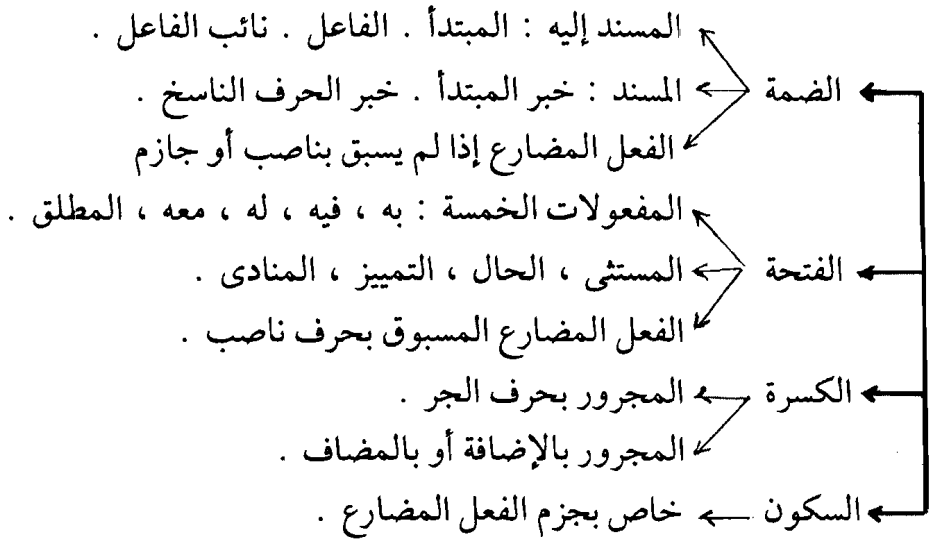 المسند إليه : المبتدأ . الفاعل . نائب الفاعل .
الضمة المسند : خبر المبتدأ . خبر الحرف الناسخ .
الفعل المضارع إذا لم يسبق بناصب أو جازم
المفعولات الخمسة : به ، فيه ، له ، معه ، المطلق .
الفتحة المستثى ، الحال ، التمييز ، المنادى .
الفعل المضارع المسبوق بحرف ناصب .
الكسرة المجرور بحرف الجر .
المجرور بالإضافة أو بالمضاف .
السكون خاص بجزم الفعل المضارع .